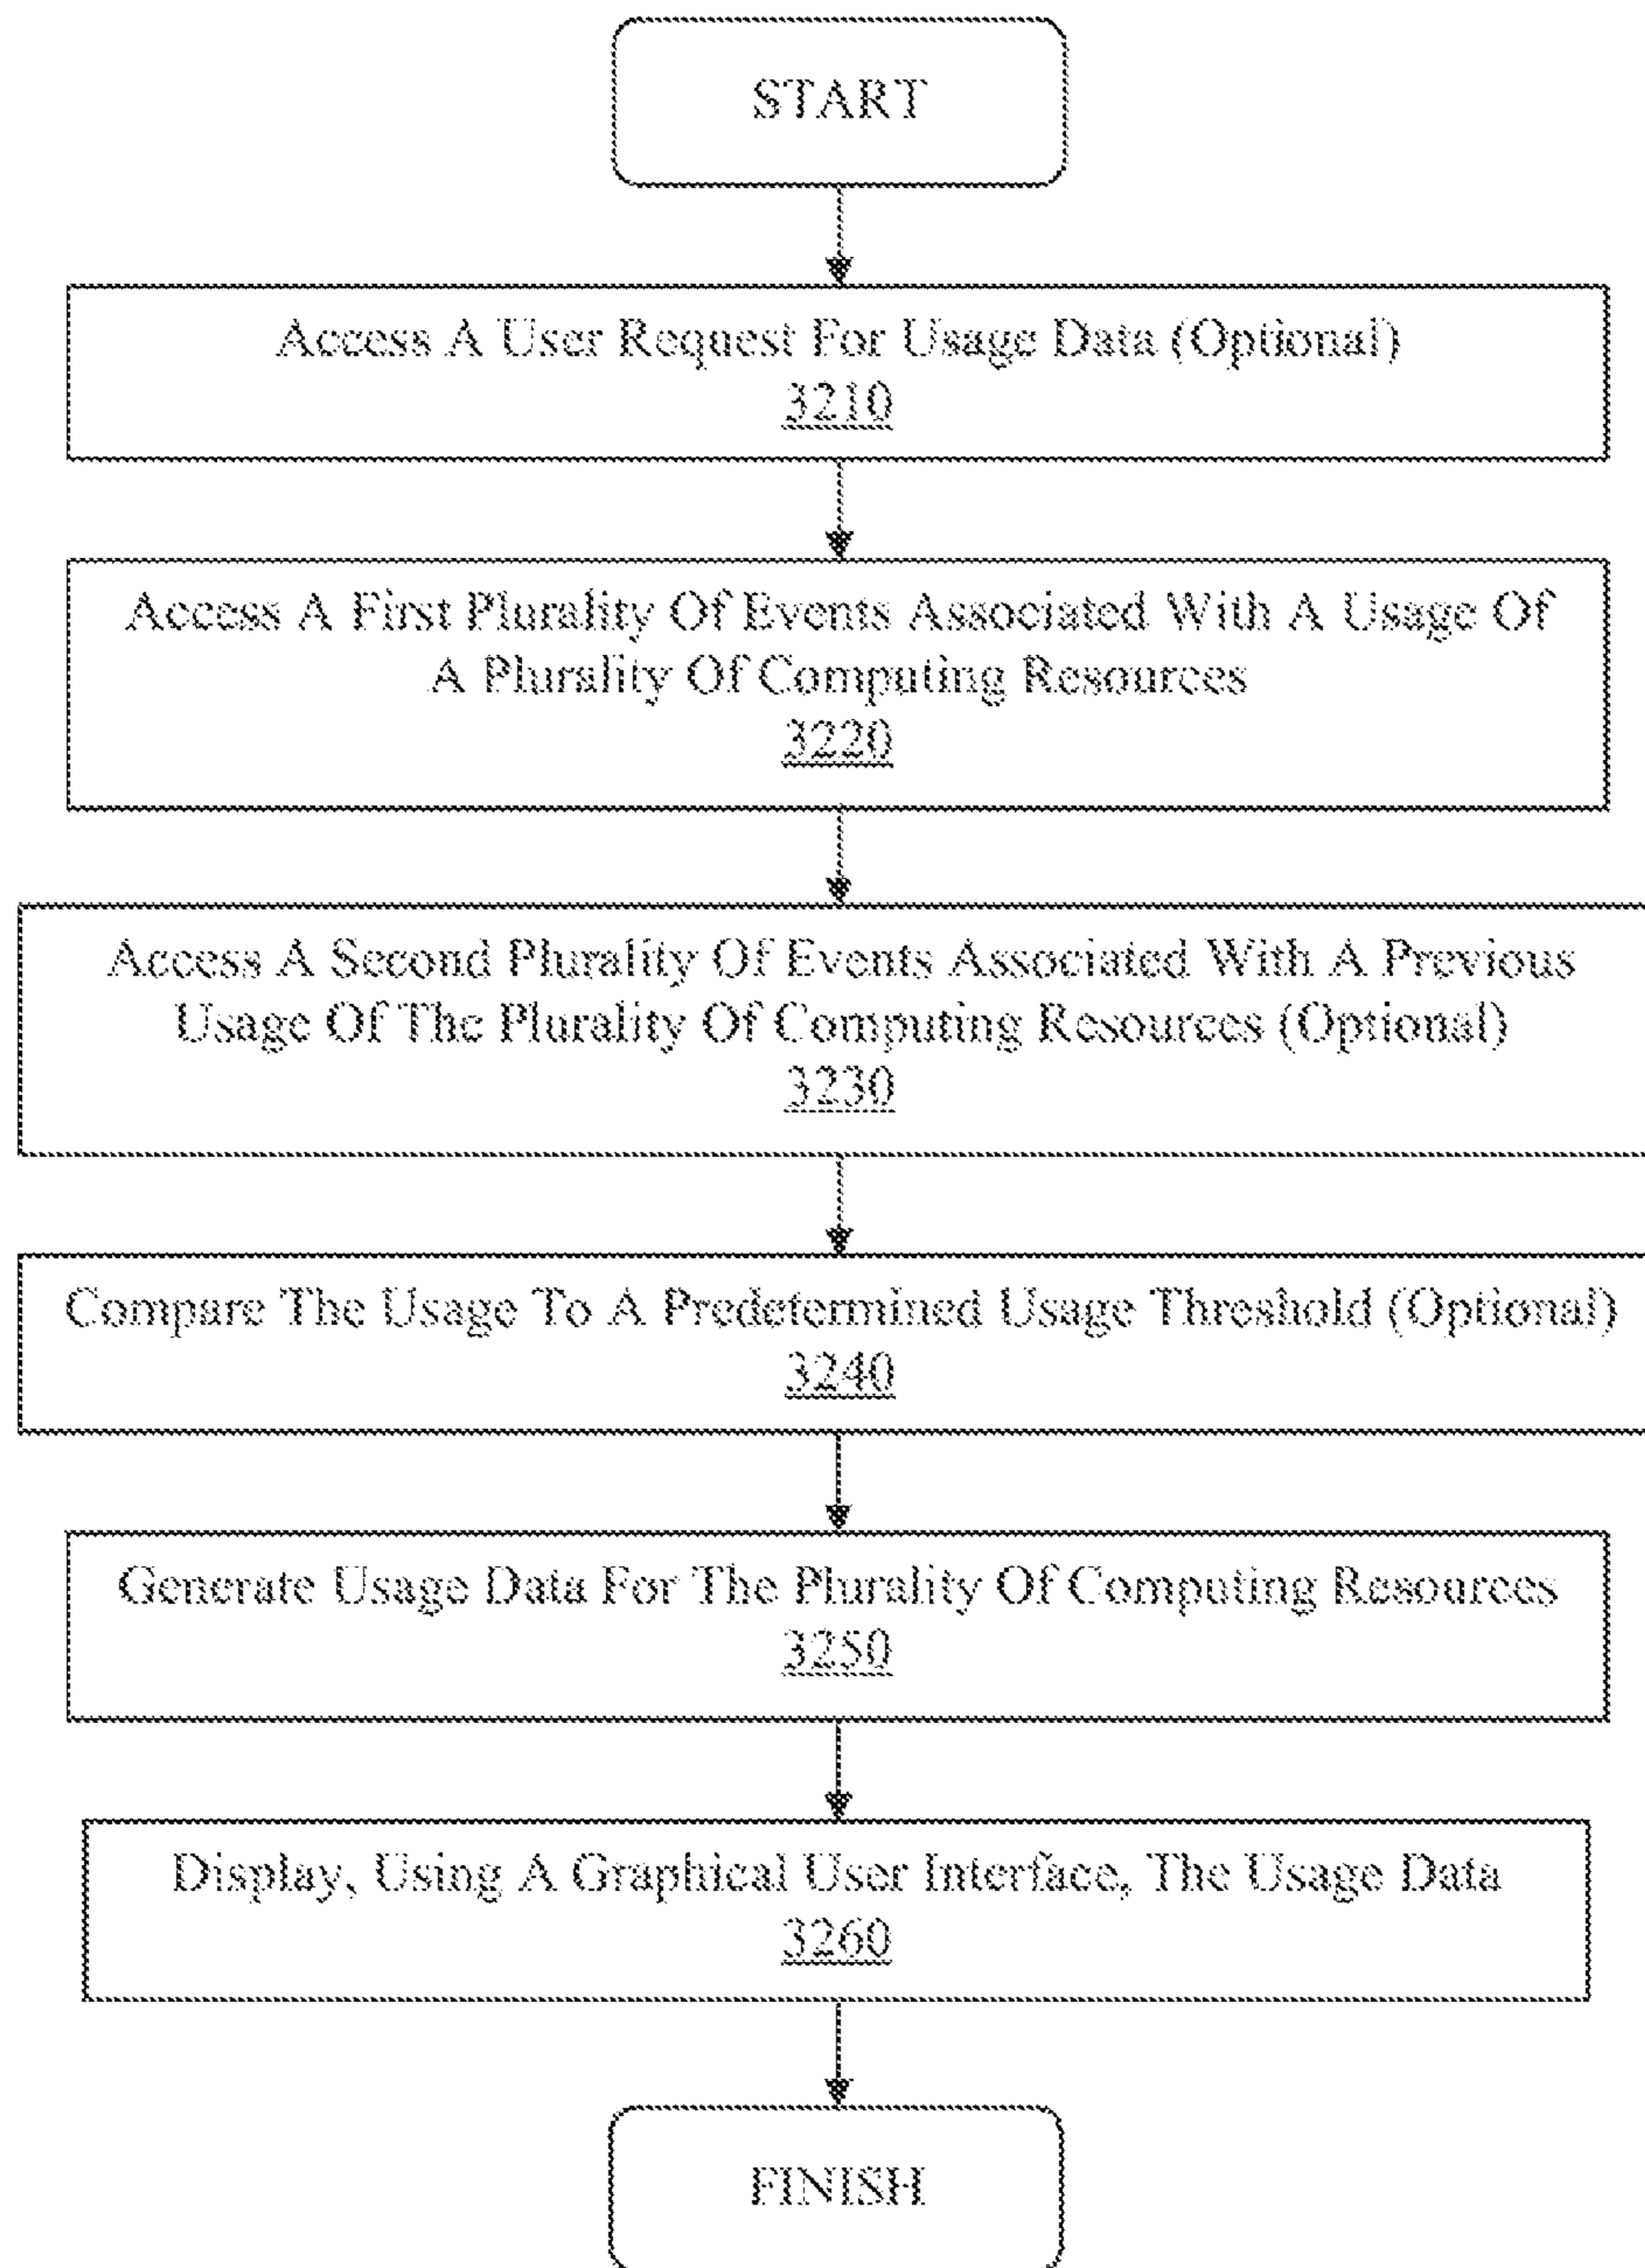 START
Access A User Request For Usage Data (Optional)
3210
Access A First Plurality Of Events Associated With A Usage Of
A Plurality Of Computing Resources
3220
Access A Second Plurality Of Events Associated With A Previous
Usage Of The Plurality Of Computing Resources (Optional)
3230
Compare The Usage To A Predetermined Usage Threshold (Optional)
3240
Generate Usage Data For The Plurality Of Computing Resources
3250
Display, Using A Graphical User Interface, The Usage Data
3260
FINISH